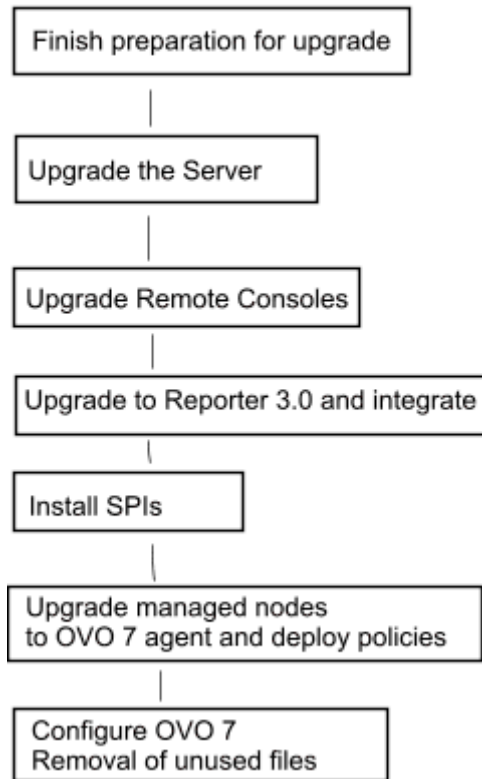 Finish preparation for upgrade
Upgrade the Server
Upgrade Remote Consoles
Upgrade to Reporter 3.0 and integrate
Install SPIs
Upgrade managed nodes
to OVO 7 agent and deploy policies
Configure OVO 7
Removal of unused files